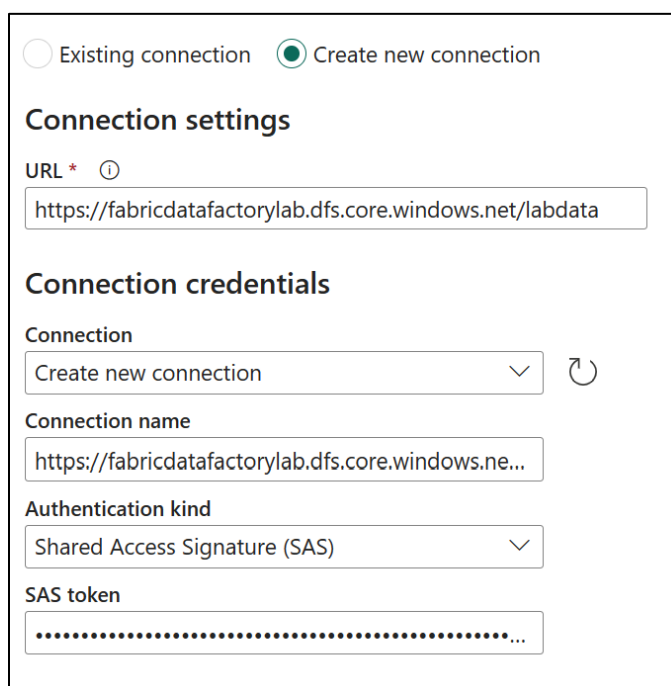 Existing connection Create new connection
Connection settings
URL *
https://fabricdatafactorylab.dfs.core.windows.net/labdata
Connection credentials
Connection
Create new connection
Connection name
https://fabricdatafactorylab.dfs.core.windows.ne...
Authentication kind
Shared Access Signature (SAS)
SAS token
••••••••••••••••••••••••••••••••••••••••••••••••••••...